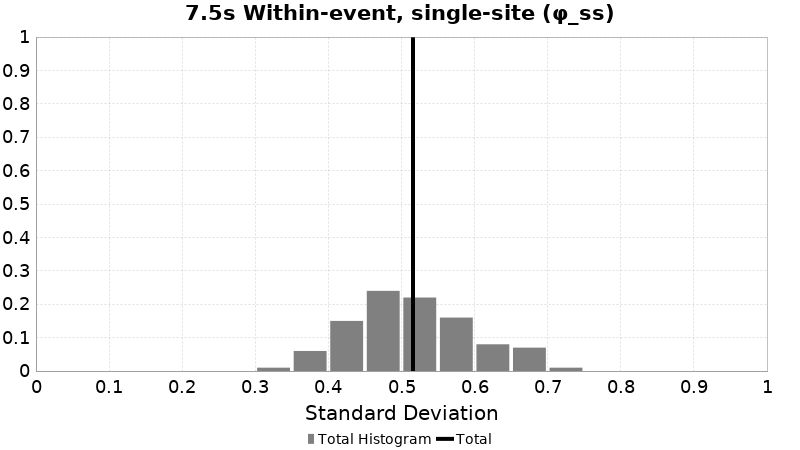 7.5s Within-event, single-site (φ_ss)
1
0.9
0.8
0.7
0.6
0.5
0.4
0.3
0.2
0.1
0
0 0.1 0.2 0.3 0.4 0.5 0.6 0.7 0.8 0.9 1
Standard Deviation
Total Histogram Total